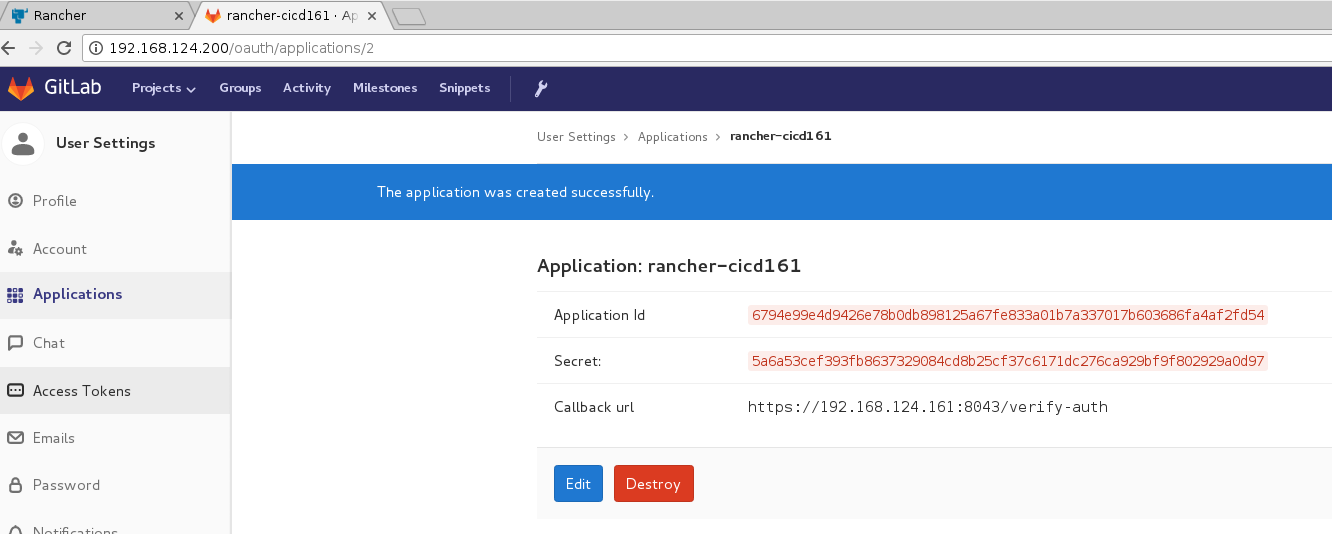 Rancher
rancher-cicd161 · Ap
192.168.124.200/oauth/applications/2
GitLab Projects Groups Activity Milestones Snippets
User Settings
Profile
Account
Applications
Chat
Access Tokens
Emails
Password
Notifications
User Settings > Applications > rancher-cicd161
The application was created successfully.
Application: rancher-cicd161
Application Id 6794e99e4d9426e78b0db898125a67fe833a01b7a337017b603686fa4af2fd54
Secret: 5a6a53cef393fb8637329084cd8b25cf37c6171dc276ca929bf9f802929a0d97
Callback url https://192.168.124.161:8043/verify-auth
Edit Destroy